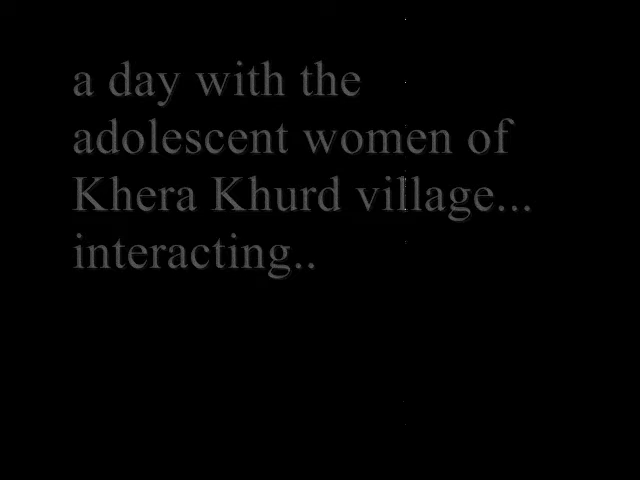 a day with the
adolescent women of
Khera Khurd village...
interacting..